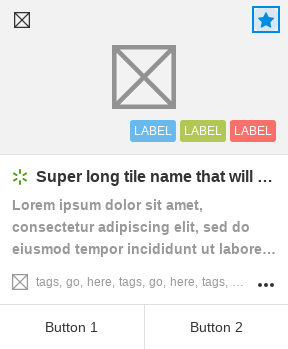 LABEL LABEL LABEL
Super long tile name that will ...
Lorem ipsum dolor sit amet,
consectetur adipiscing elit, sed do
eiusmod tempor incididunt ut labore...
tags, go, here, tags, go, here, tags, ...
Button 1 Button 2